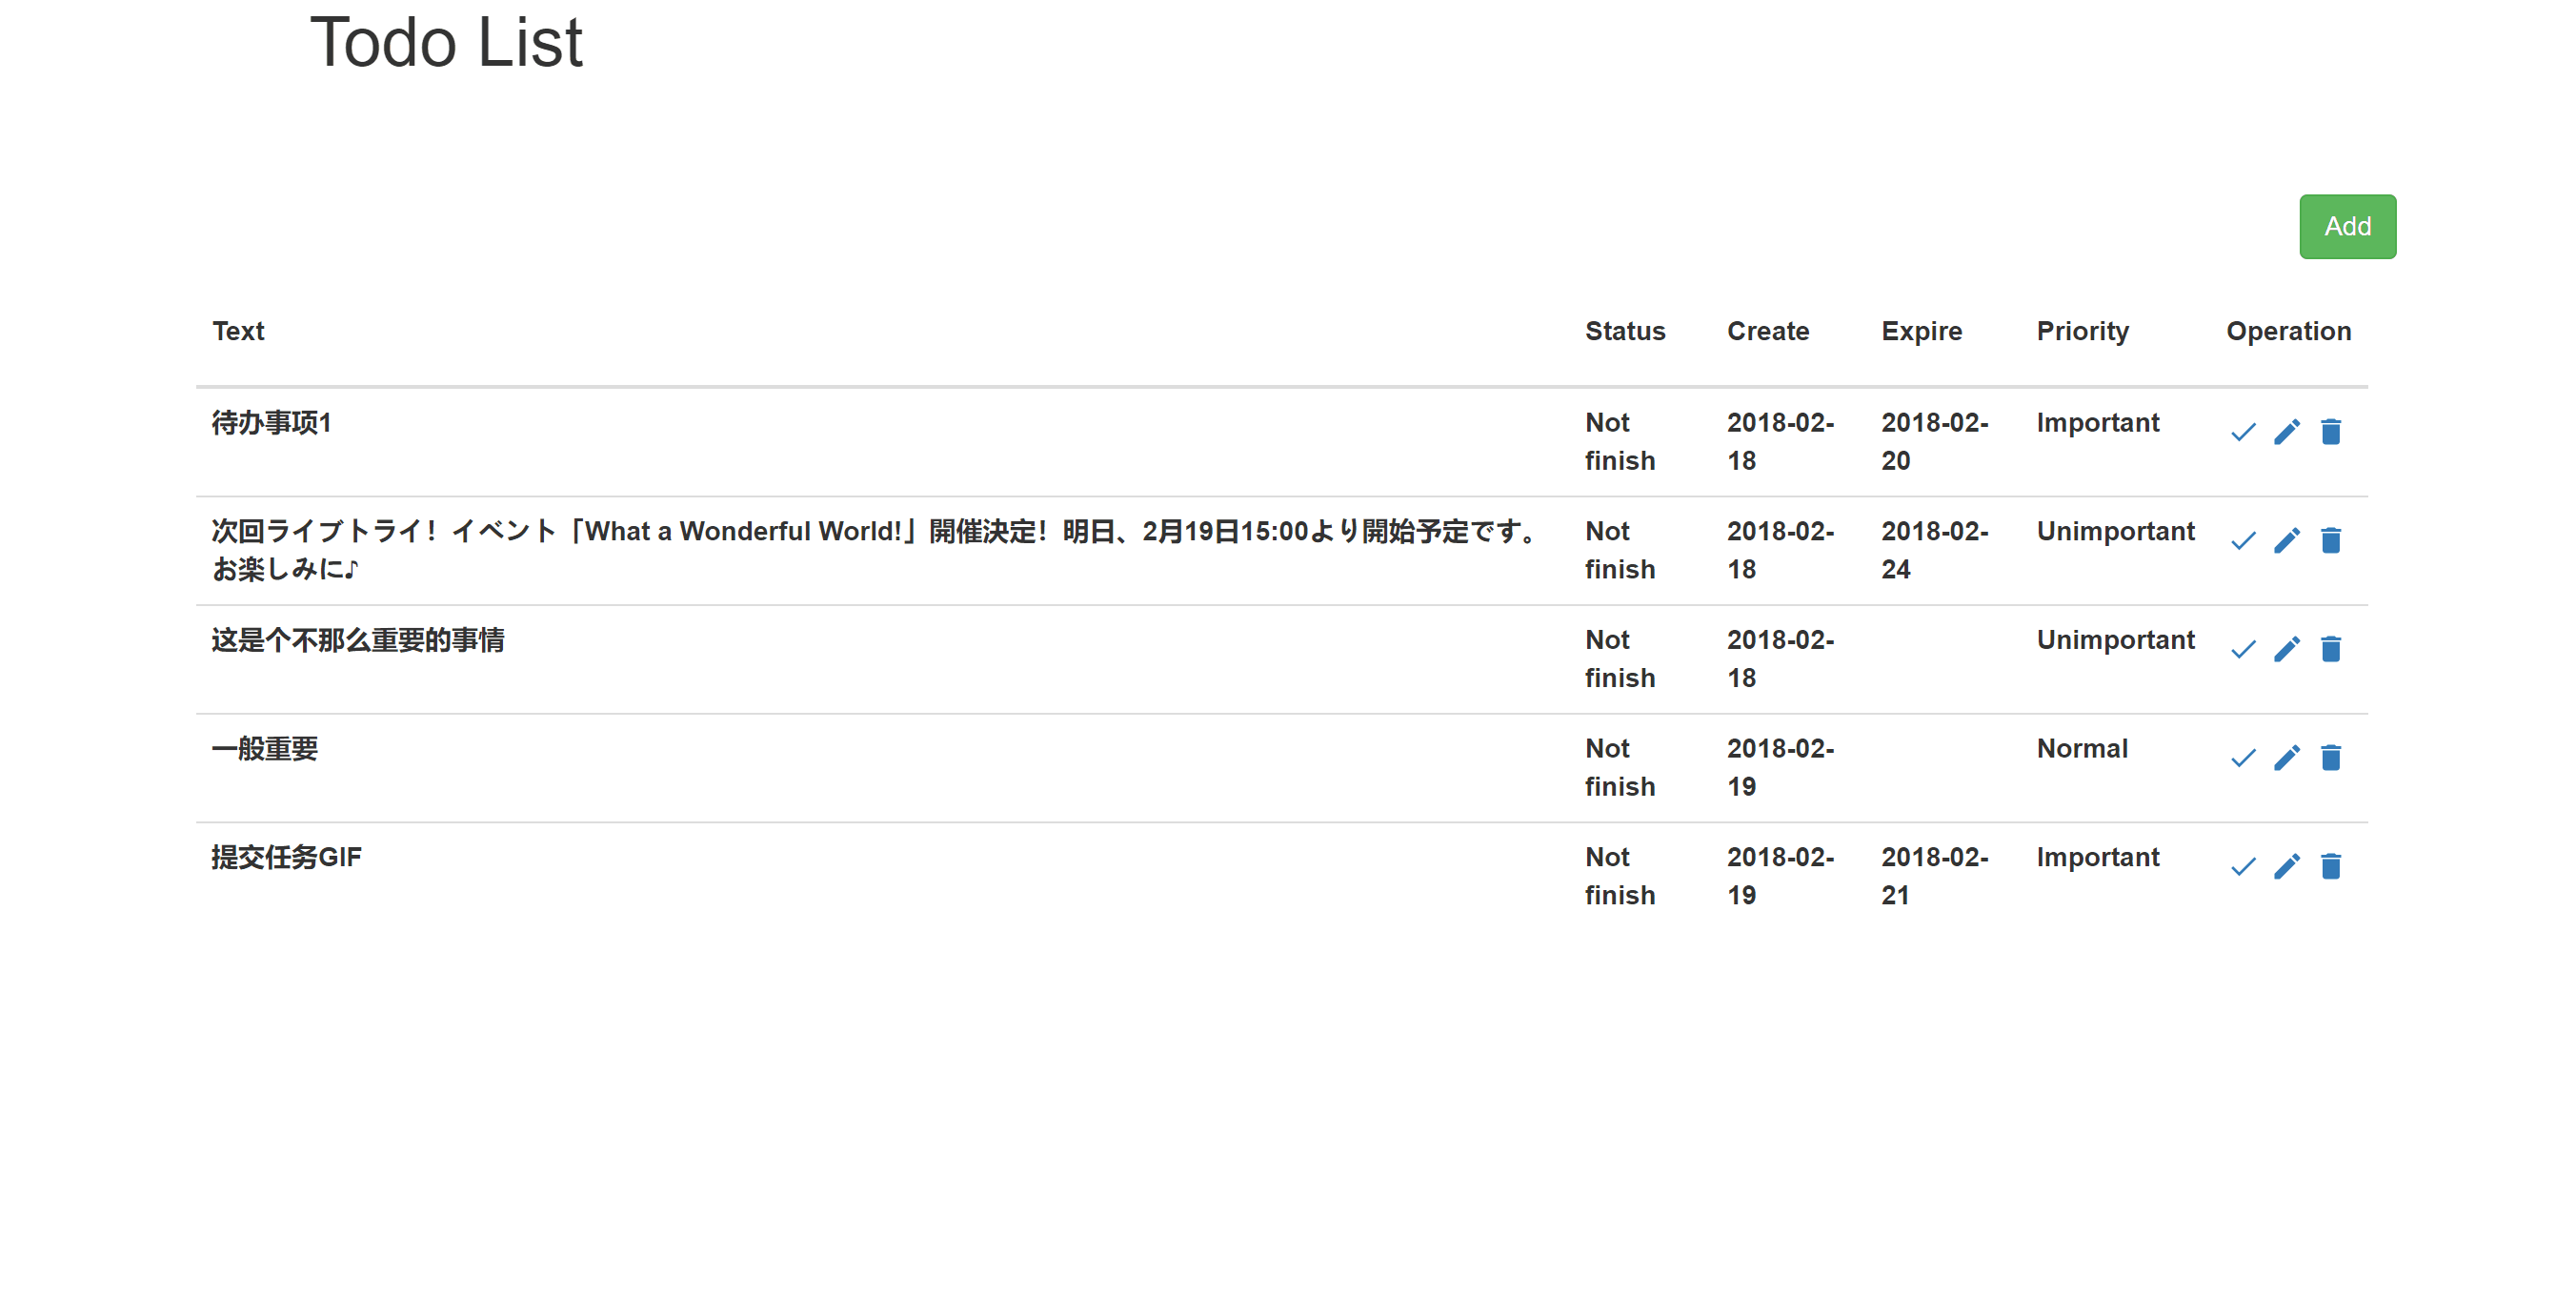 Todo List
Add
Text Status Create Expire Priority Operation
待办事项1 Not finish 2018-02-18 2018-02-20 Important
次回ライブトライ！イベント「What a Wonderful World!」開催決定！明日、2月19日15:00より開始予定です。お楽しみに♪ Not finish 2018-02-18 2018-02-24 Unimportant
这是个不那么重要的事情 Not finish 2018-02-18 Unimportant
一般重要 Not finish 2018-02-19 Normal
提交任务GIF Not finish 2018-02-19 2018-02-21 Important